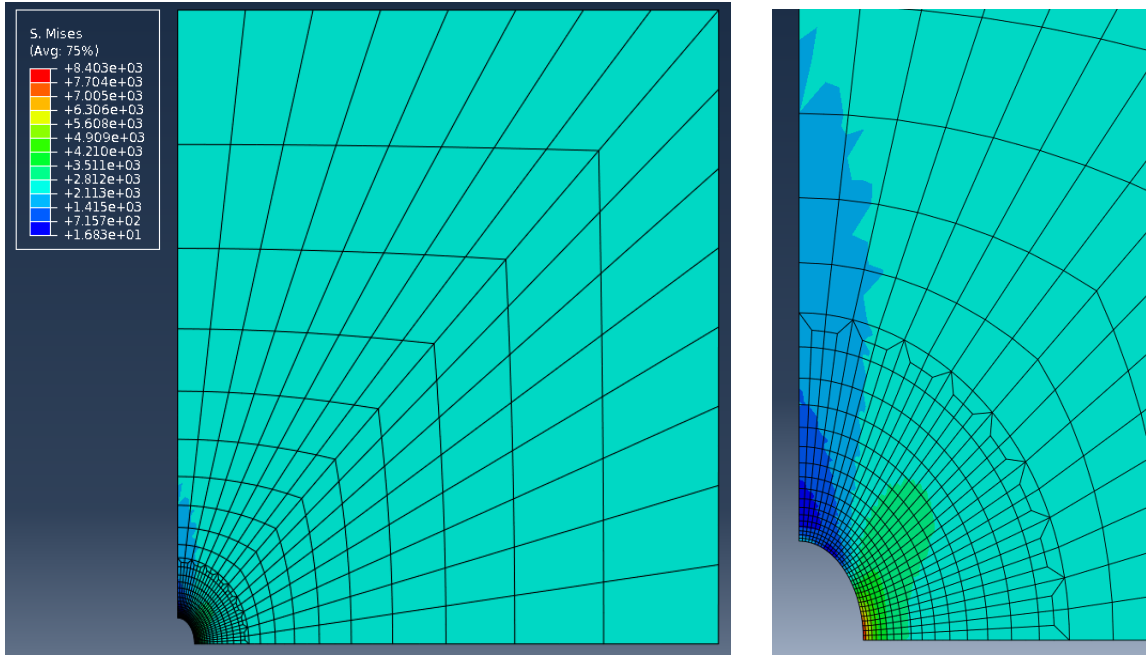 S, Mises
(Avg: 75%)
+8.403e+03
+7.704e+03
+7.005e+03
+6.306e+03
+5.608e+03
+4.909e+03
+4.210e+03
+3.511e+03
+2.812e+03
+2.113e+03
+1.415e+03
+7.157e+02
+1.683e+01